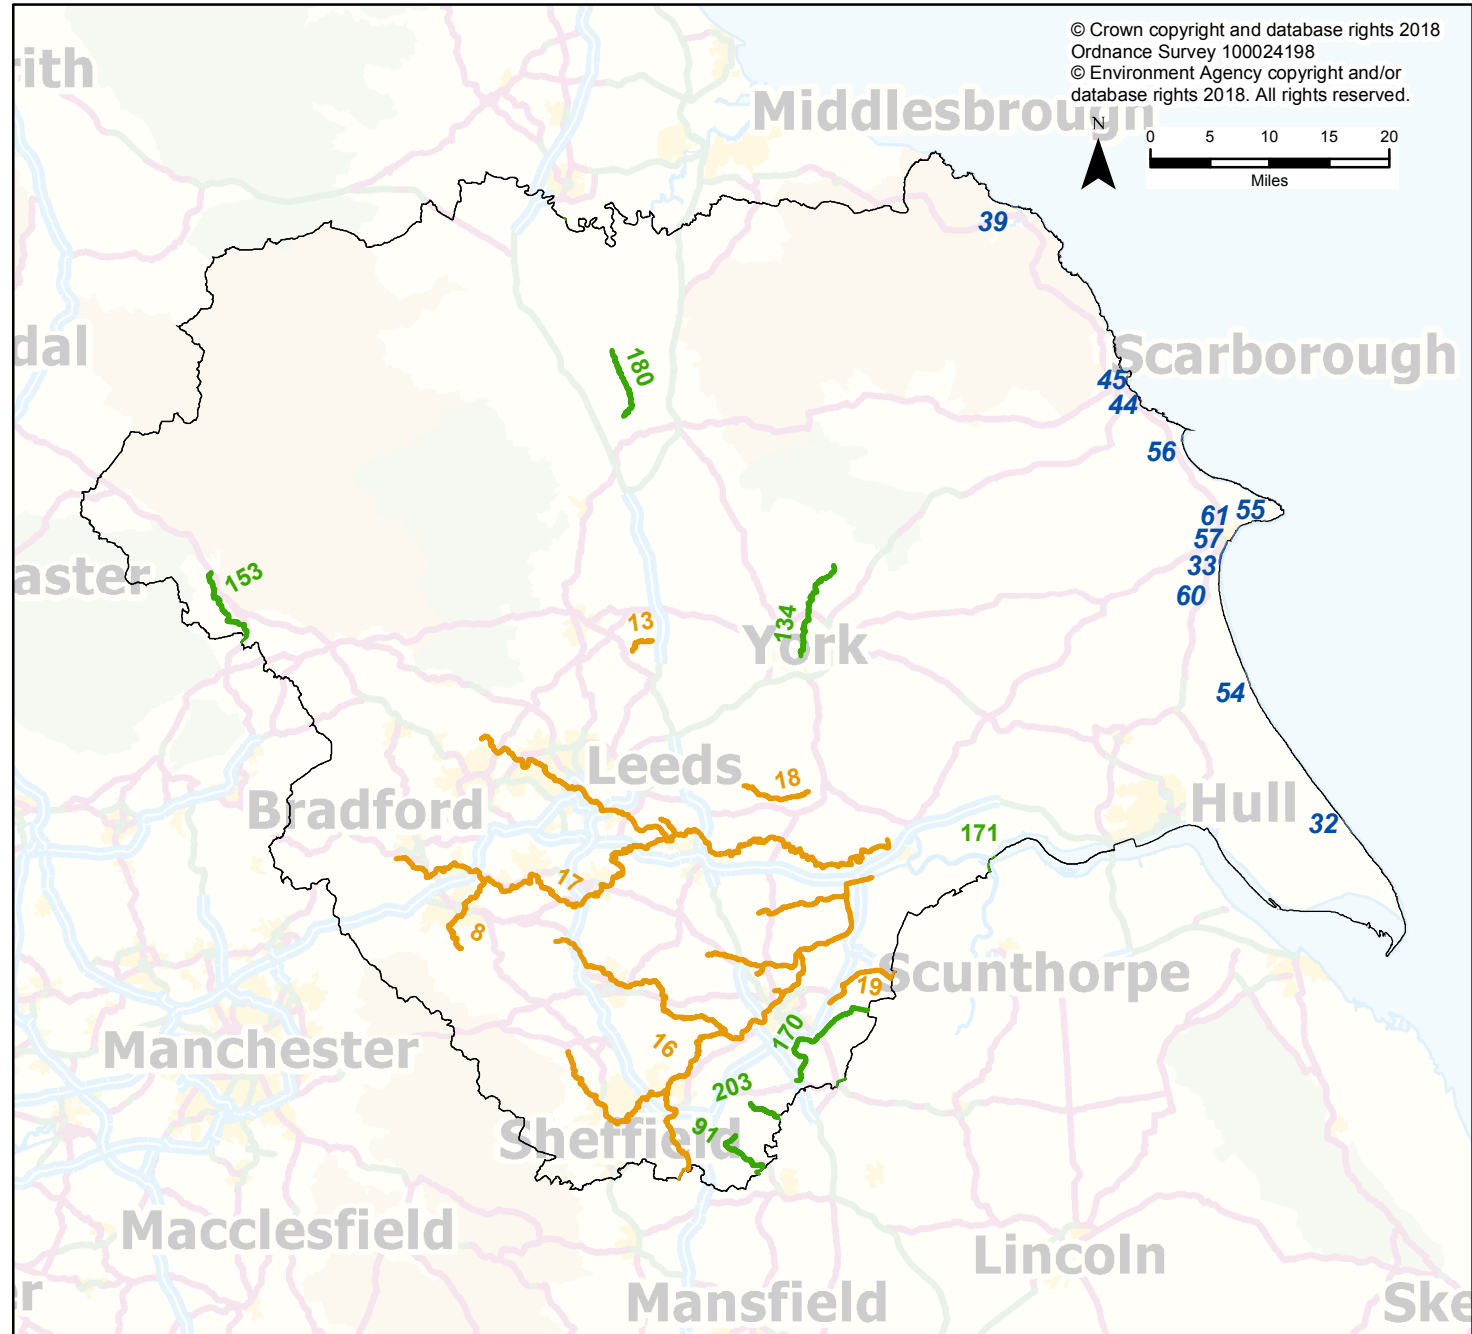 © Crown copyright and database rights 2018
Ordnance Survey 100024198
© Environment Agency copyright and/or
database rights 2018. All rights reserved.
ith
Middlesbrough
N
0 5 10 15 20
Miles
39
dal
180
Scarborough
45
44
56
55
61
57
33
60
aster
153
13
134
York
54
Leeds
18
Bradford
Hull
32
171
17
8
Scunthorpe
19
170
Manchester
16
203
91
Sheffield
Macclesfield
Lincoln
r
Mansfield
Ske